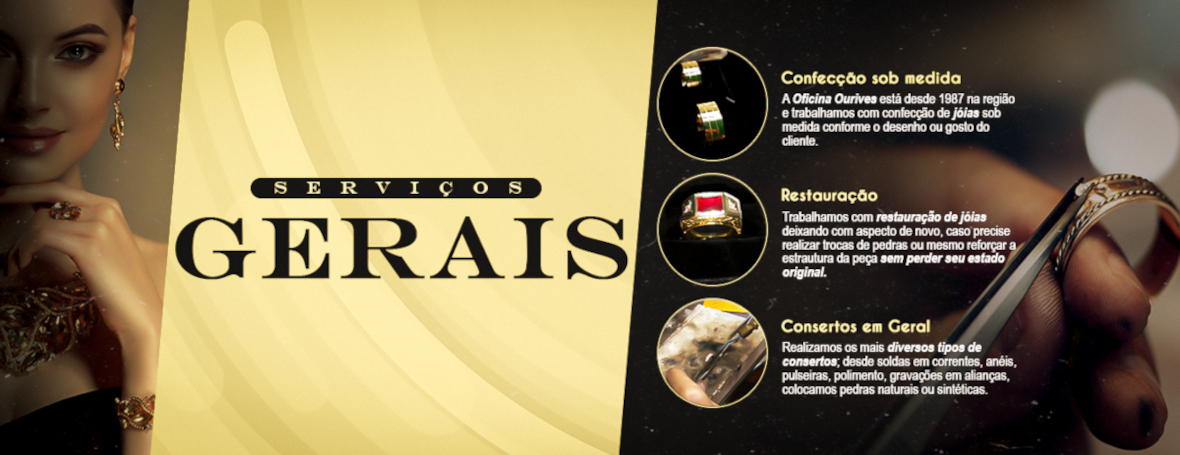 SERVIÇOS
GERAIS
Confecção sob medida
A Oficina Ourives está desde 1987 na região
e trabalhamos com confecção de jóias sob
medida conforme o desenho ou gosto do
cliente.
Restauração
Trabalhamos com restauração de jóias
deixando com aspecto de novo, caso precise
realizar trocas de pedras ou mesmo reforçar a
estrautura da peça sem perder seu estado
original.
Consertos em Geral
Realizamos os mais diversos tipos de
consertos; desde soldas em correntes, anéis,
pulseiras, polimento, gravações em alianças,
colocamos pedras naturais ou sintéticas.